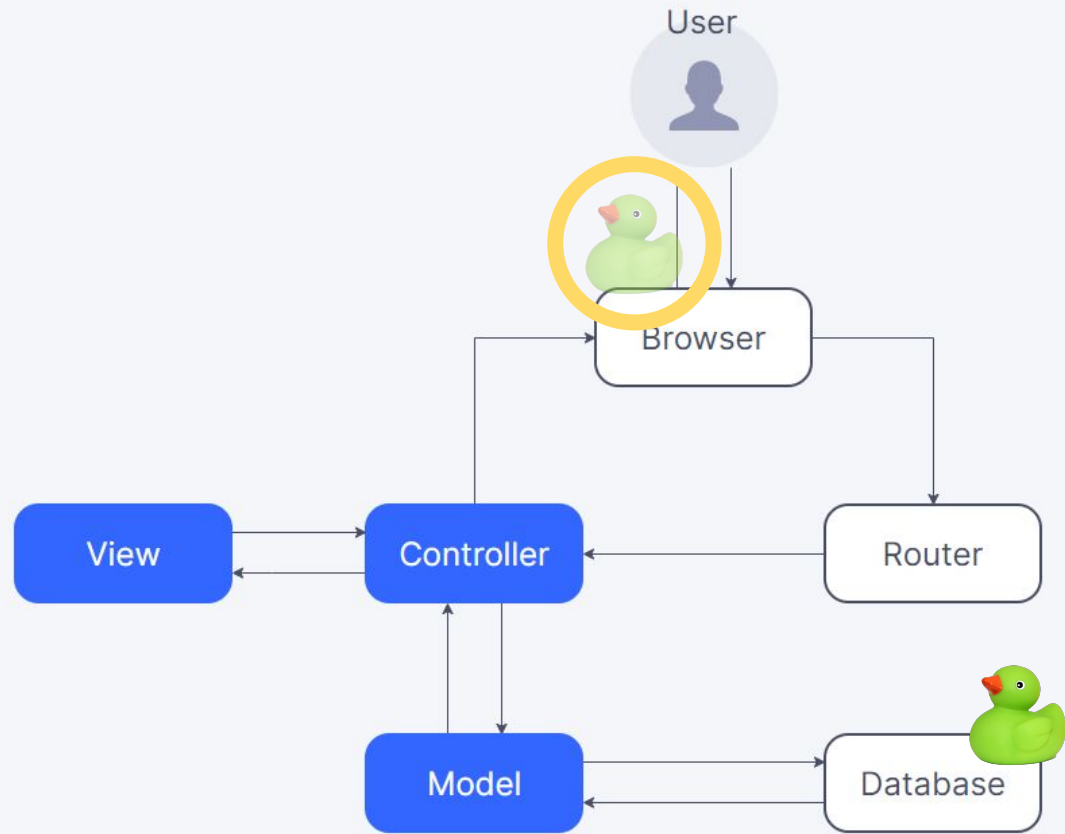 User
Browser
View
Controller
Router
Model
Database